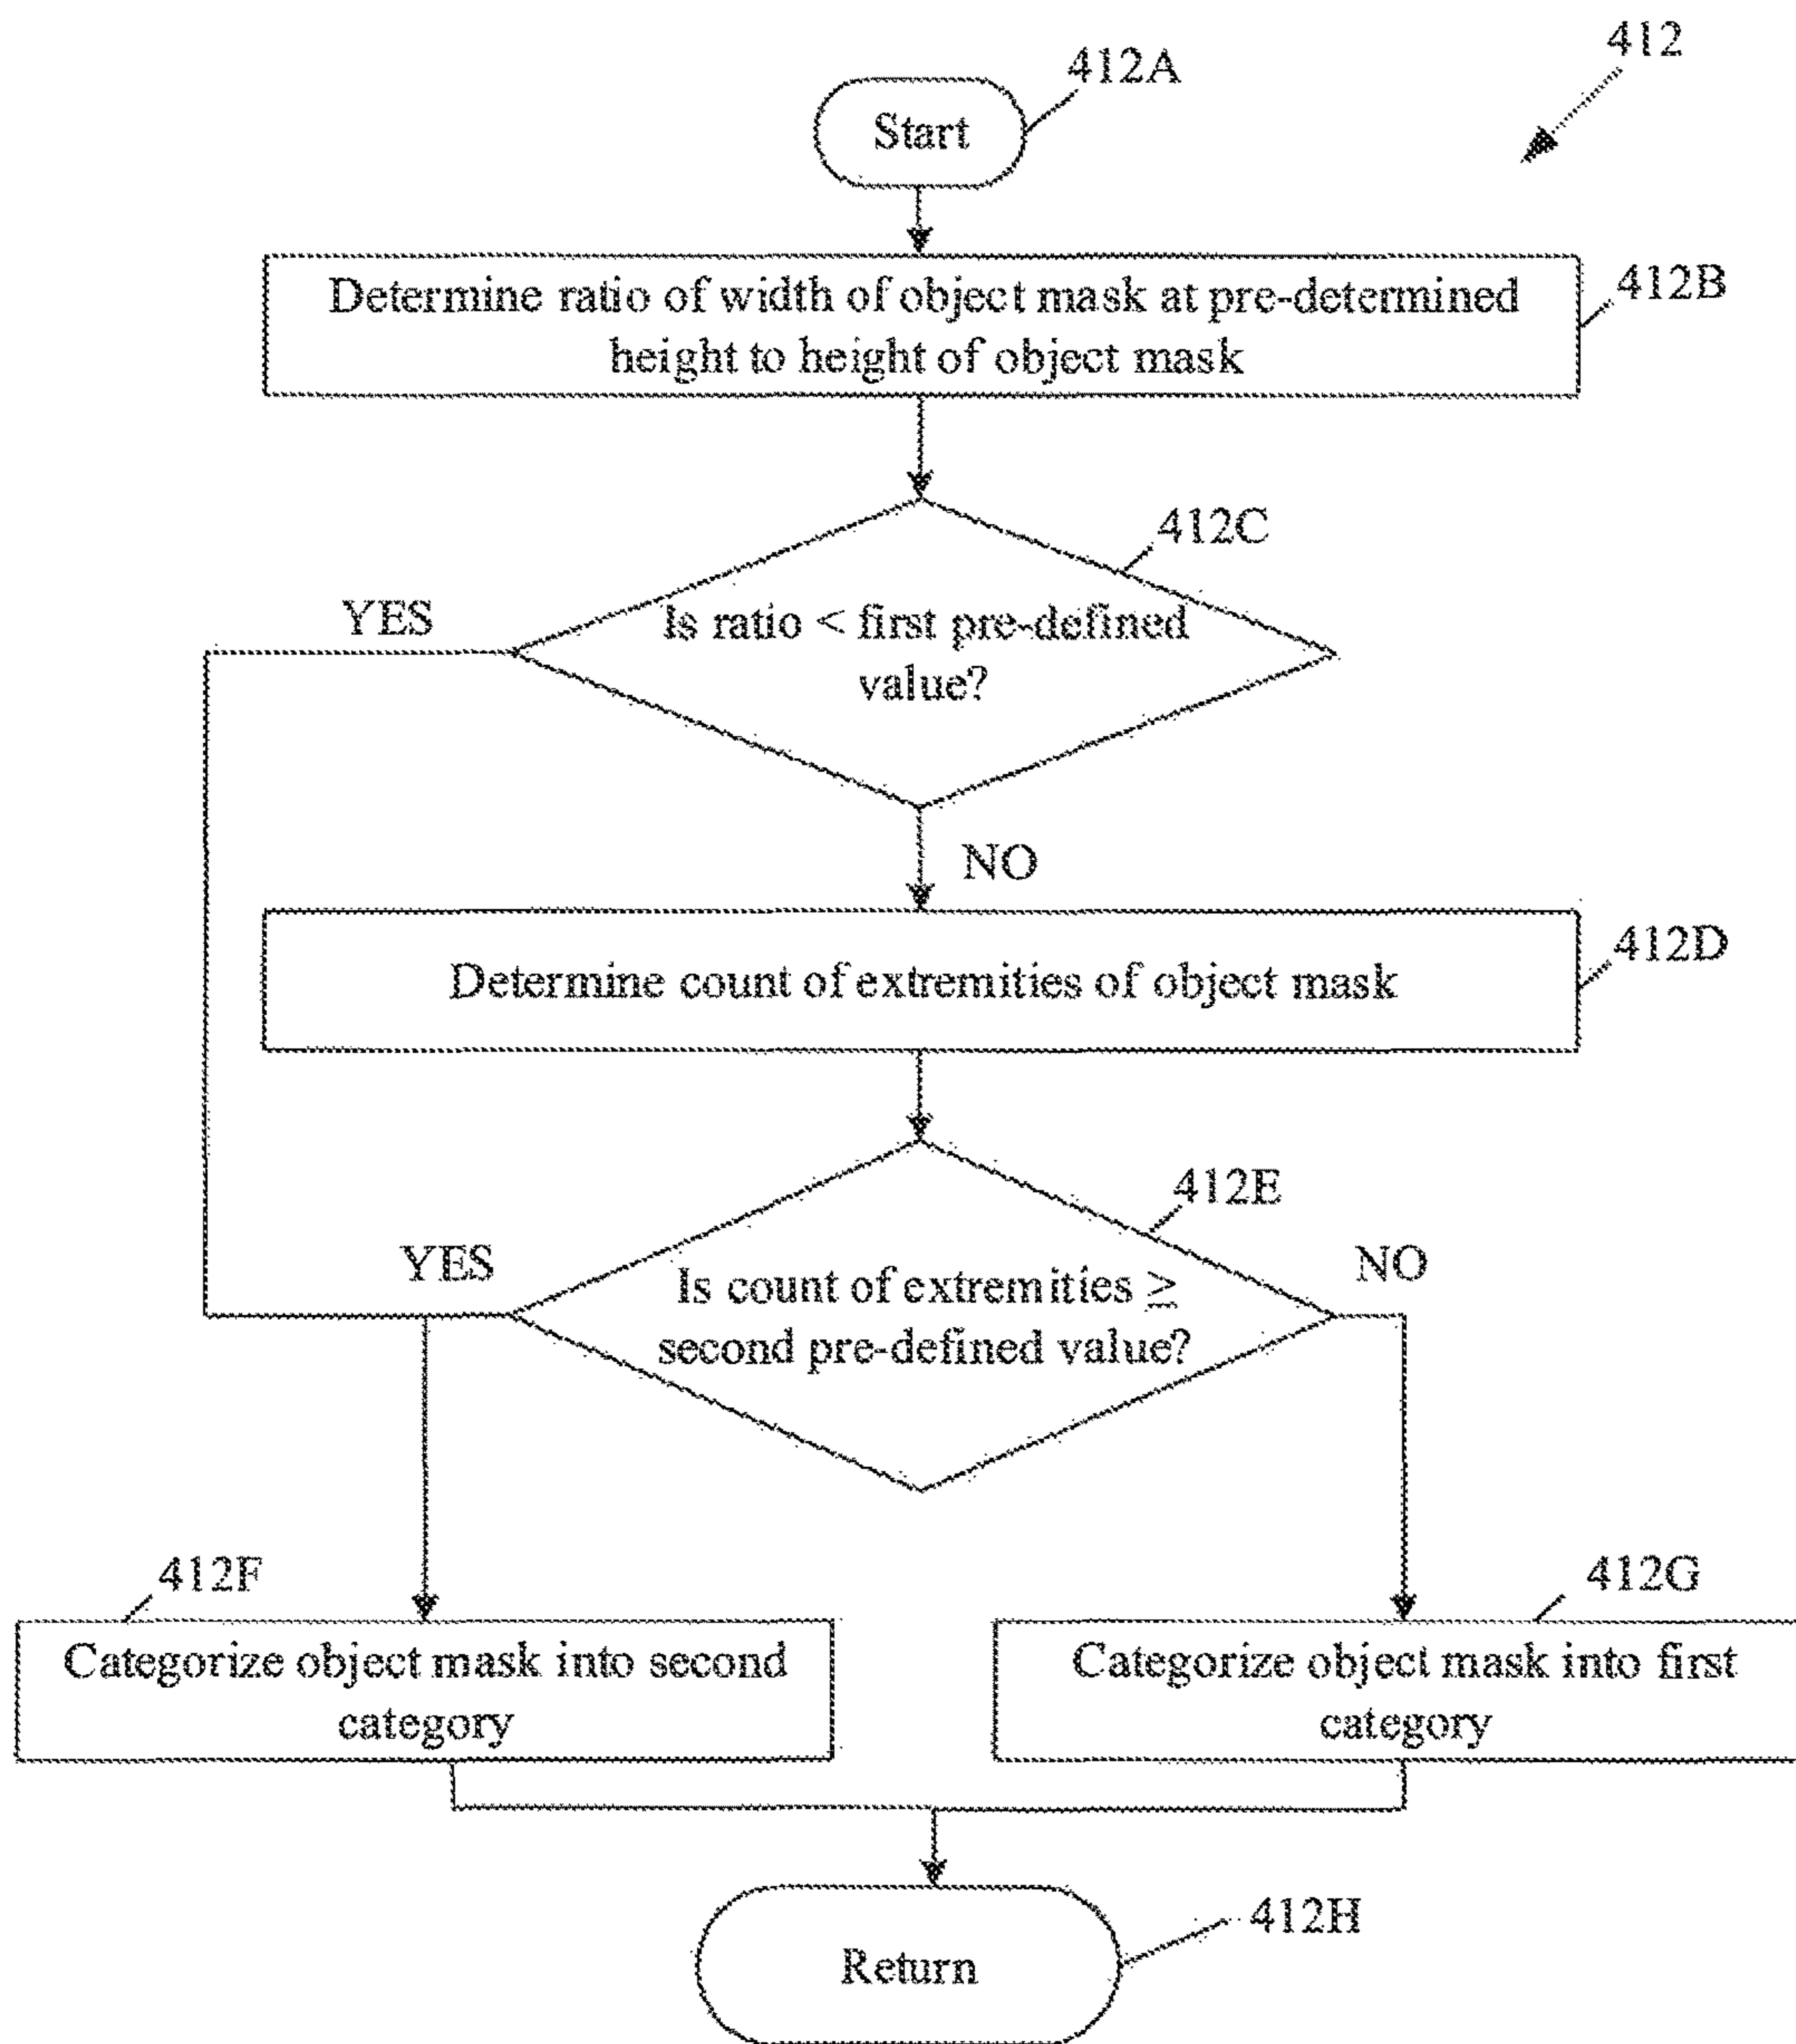 412
412A
Start
412B
Determine ratio of width of object mask at pre-determined
height to height of object mask
412C
YES
Is ratio < first pre-defined
value?
NO
412D
Determine count of extremities of object mask
412E
YES
NO
Is count of extremities ≥
second pre-defined value?
412F
412G
Categorize object mask into second
category
Categorize object mask into first
category
412H
Return